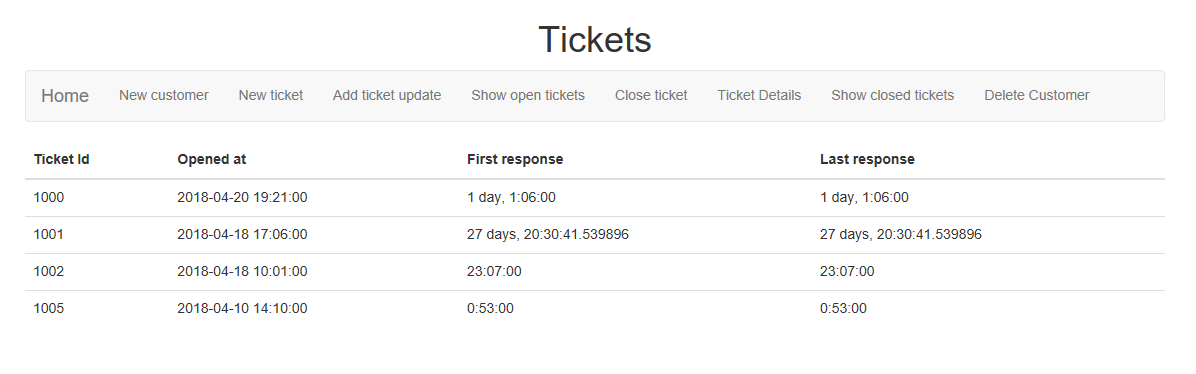 Tickets
Home New customer New ticket Add ticket update Show open tickets Close ticket Ticket Details Show closed tickets Delete Customer
Ticket Id Opened at First response Last response
1000 2018-04-20 19:21:00 1 day, 1:06:00 1 day, 1:06:00
1001 2018-04-18 17:06:00 27 days, 20:30:41.539896 27 days, 20:30:41.539896
1002 2018-04-18 10:01:00 23:07:00 23:07:00
1005 2018-04-10 14:10:00 0:53:00 0:53:00